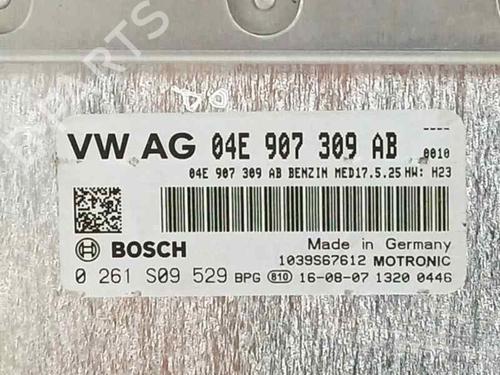 PARTS
VW AG 04E 907 309 AB ----
0010
04E 907 309 AB BENZIN MED17.5.25 HW: H23
BOSCH
Made in Germany
1039S67612 MOTRONIC
0 261 S09 529 BPG 810 16-08-07 1320 0446